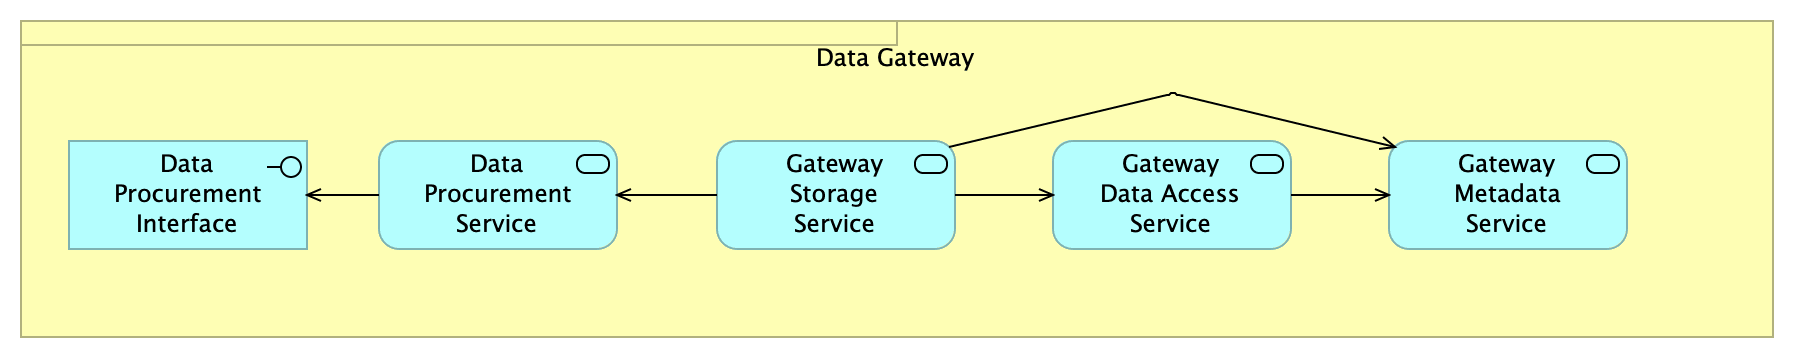 Data Gateway
Data
Procurement
Interface
Data
Procurement
Service
Gateway
Storage
Service
Gateway
Data Access
Service
Gateway
Metadata
Service